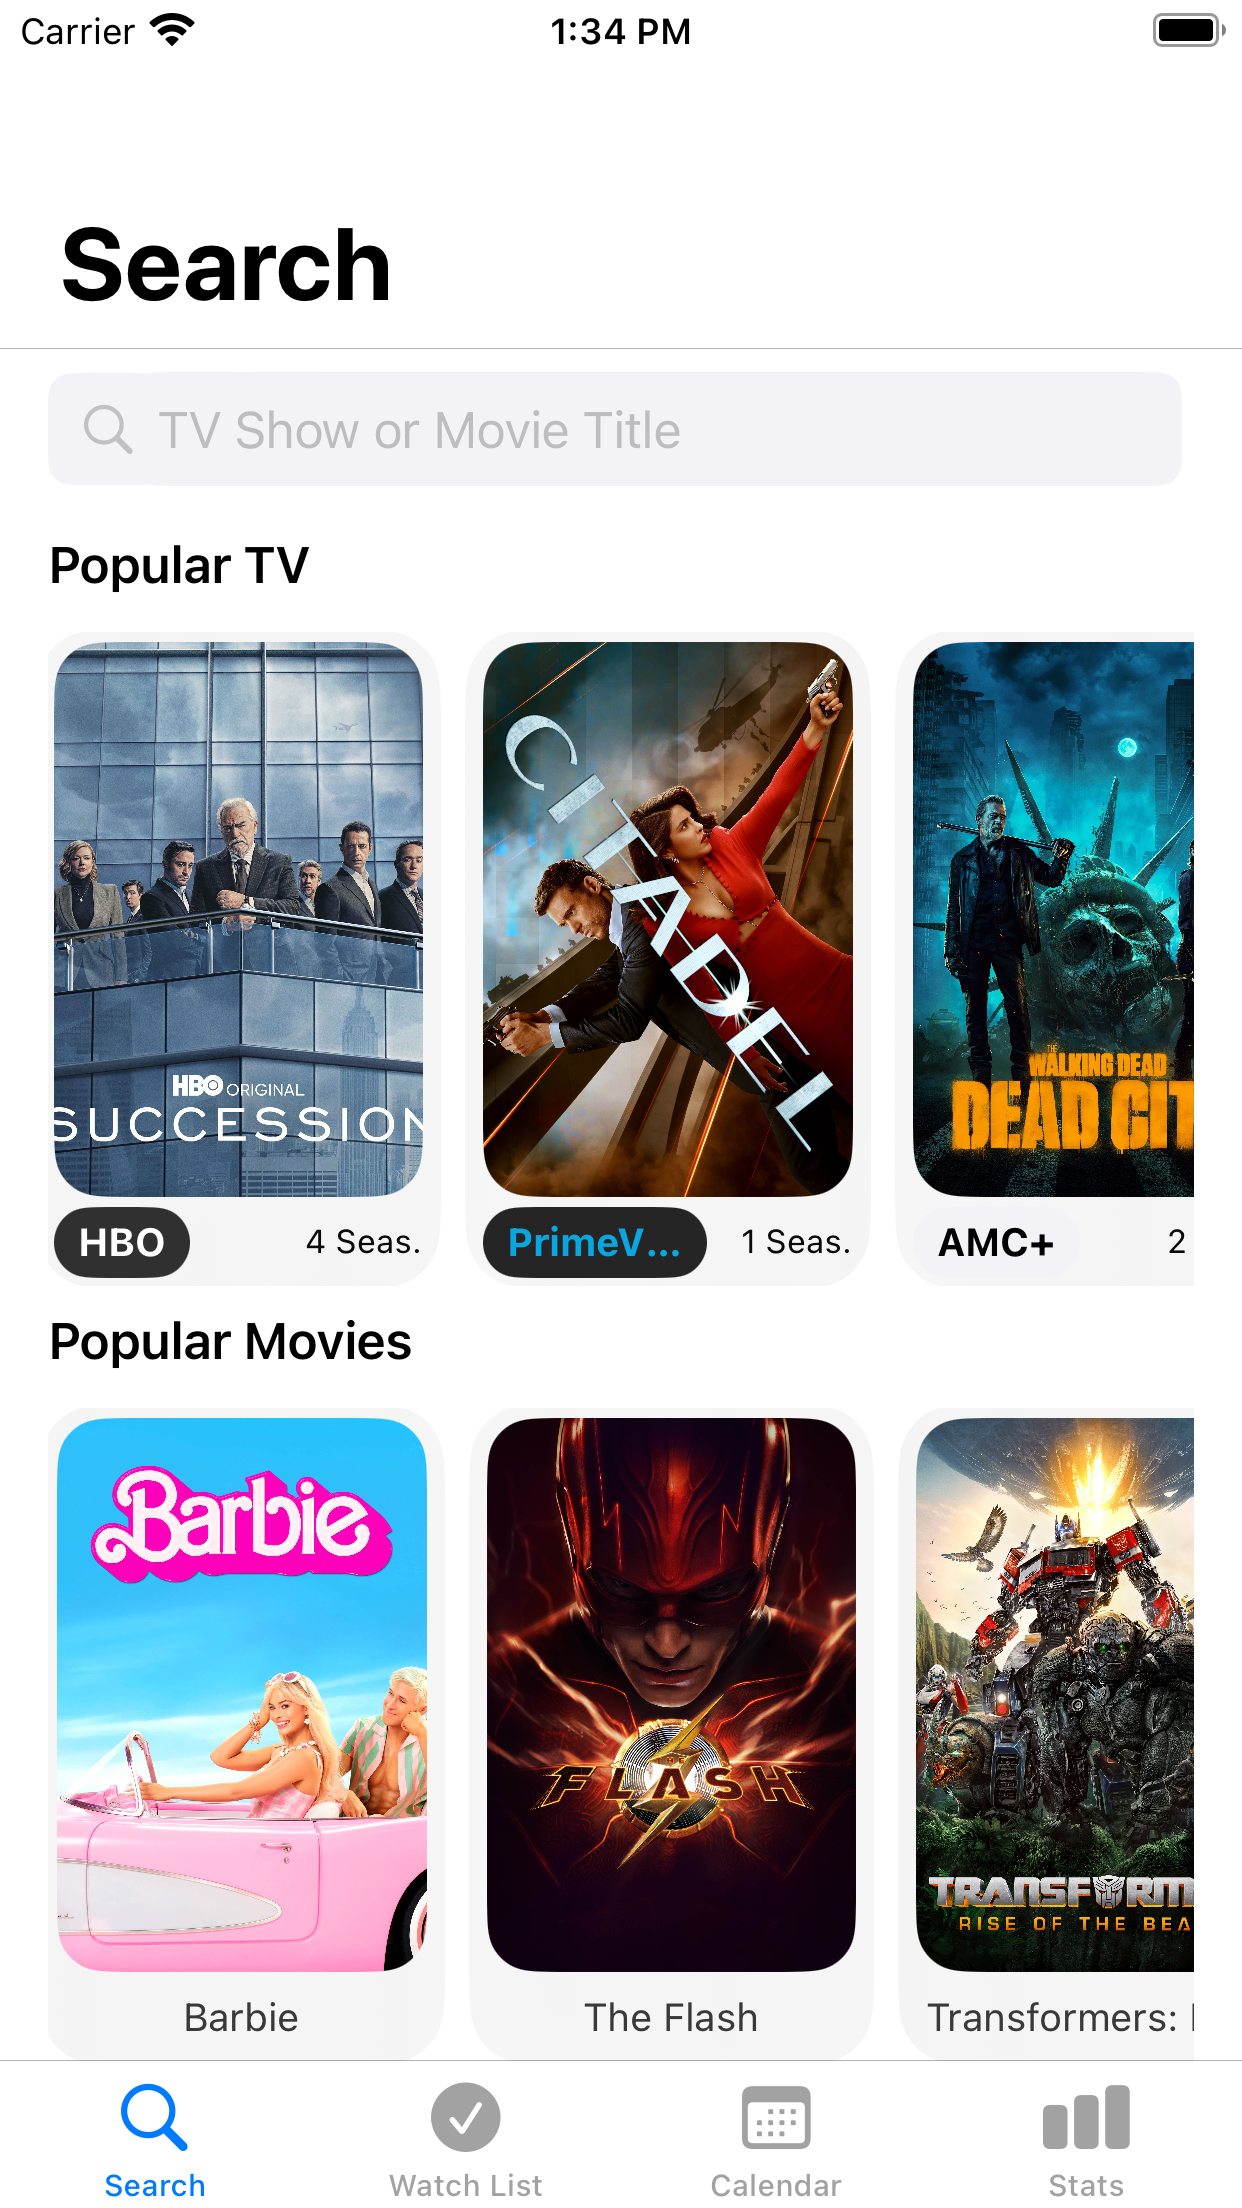 Carrier
1:34 PM
Search
TV Show or Movie Title
Popular TV
HBO ORIGINAL
SUCCESSION
CITADEL
THE
WALKING DEAD
DEAD CIT
HBO
4 Seas.
PrimeV...
1 Seas.
AMC+
2
Popular Movies
Barbie
THE
FLASH
TRANSFORM
RISE OF THE BEA
Barbie
The Flash
Transformers:
Search
Watch List
Calendar
Stats